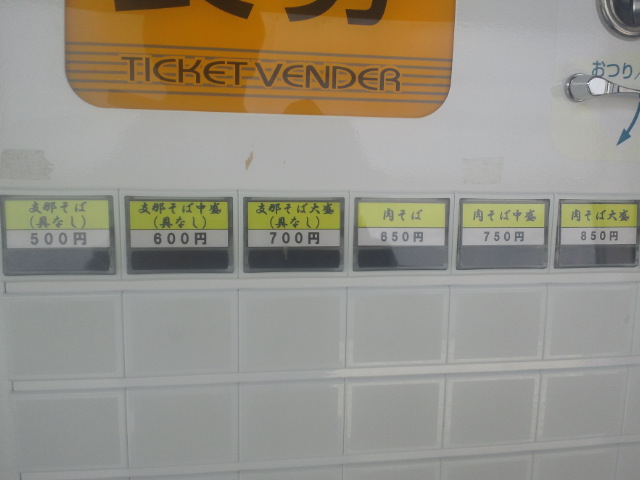 TICKET VENDER
おつり
支那そば
(具なし)
500円
支那そば中盛
(具なし)
600円
支那そば大盛
(具なし)
700円
肉そば
650円
肉そば中盛
750円
肉そば大盛
850円